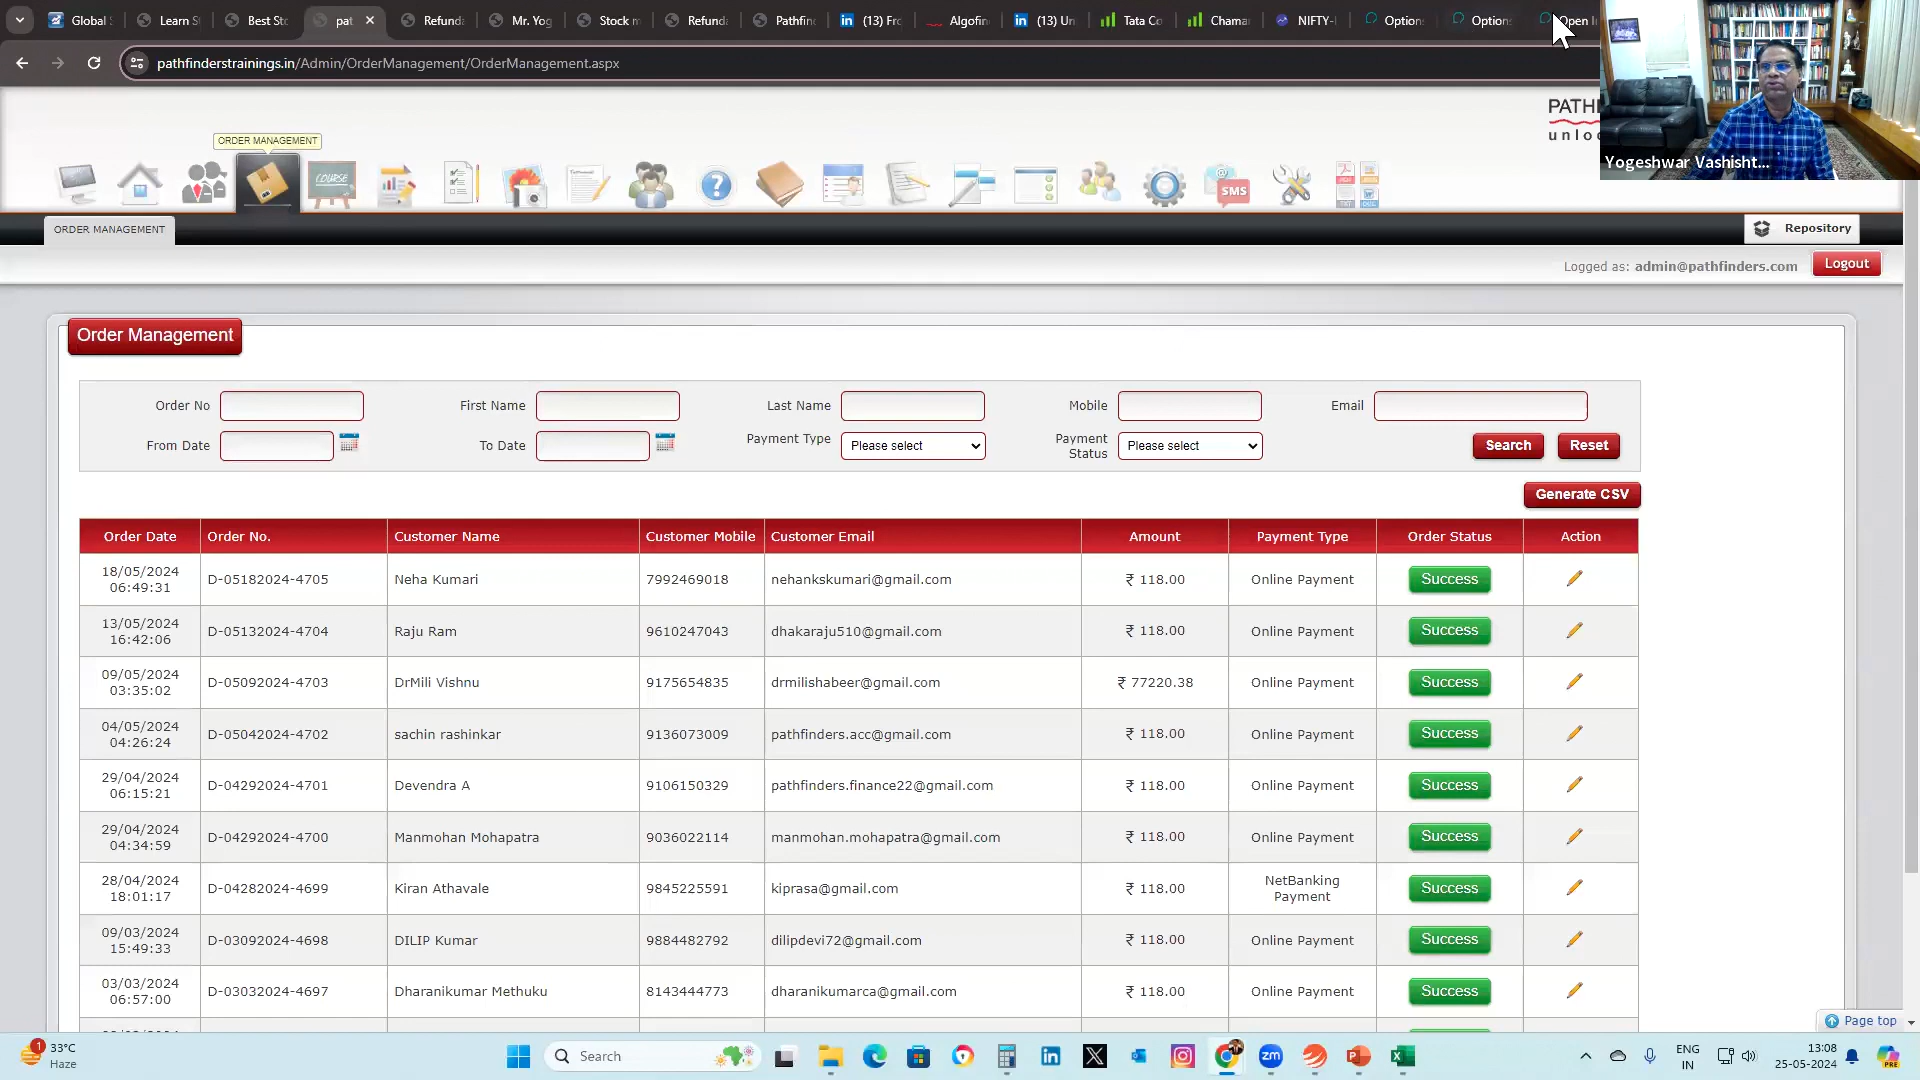 Global
Learn S
Best Sto
pat
Refunda
Mr. Yog
Stock m
Refunda
Pathfin
(13) Fro
Algofin
(13) Un
Tata Co
Chama
NIFTY-
Options
Options
Open I
pathfinderstrainings.in/Admin/OrderManagement/OrderManagement.aspx
ORDER MANAGEMENT
COURSE
SMS
PATH
unloc
Yogeshwar Vashisht...
ORDER MANAGEMENT
Repository
Logged as: admin@pathfinders.com
Logout
Order Management
Order No
First Name
Last Name
Mobile
Email
From Date
To Date
Payment Type
Please select
Payment Status
Please select
Search
Reset
Generate CSV
Order Date Order No. Customer Name Customer Mobile Customer Email Amount Payment Type Order Status Action
18/05/2024 06:49:31 D-05182024-4705 Neha Kumari 7992469018 nehankskumari@gmail.com ₹ 118.00 Online Payment Success
13/05/2024 16:42:06 D-05132024-4704 Raju Ram 9610247043 dhakaraju510@gmail.com ₹ 118.00 Online Payment Success
09/05/2024 03:35:02 D-05092024-4703 DrMili Vishnu 9175654835 drmilishabeer@gmail.com ₹ 77220.38 Online Payment Success
04/05/2024 04:26:24 D-05042024-4702 sachin rashinkar 9136073009 pathfinders.acc@gmail.com ₹ 118.00 Online Payment Success
29/04/2024 06:15:21 D-04292024-4701 Devendra A 9106150329 pathfinders.finance22@gmail.com ₹ 118.00 Online Payment Success
29/04/2024 04:34:59 D-04292024-4700 Manmohan Mohapatra 9036022114 manmohan.mohapatra@gmail.com ₹ 118.00 Online Payment Success
28/04/2024 18:01:17 D-04282024-4699 Kiran Athavale 9845225591 kiprasa@gmail.com ₹ 118.00 NetBanking Payment Success
09/03/2024 15:49:33 D-03092024-4698 DILIP Kumar 9884482792 dilipdevi72@gmail.com ₹ 118.00 Online Payment Success
03/03/2024 06:57:00 D-03032024-4697 Dharanikumar Methuku 8143444773 dharanikumarca@gmail.com ₹ 118.00 Online Payment Success
Page top
1
33°C
Haze
Search
zm
ENG
IN
13:08
25-05-2024
PRE